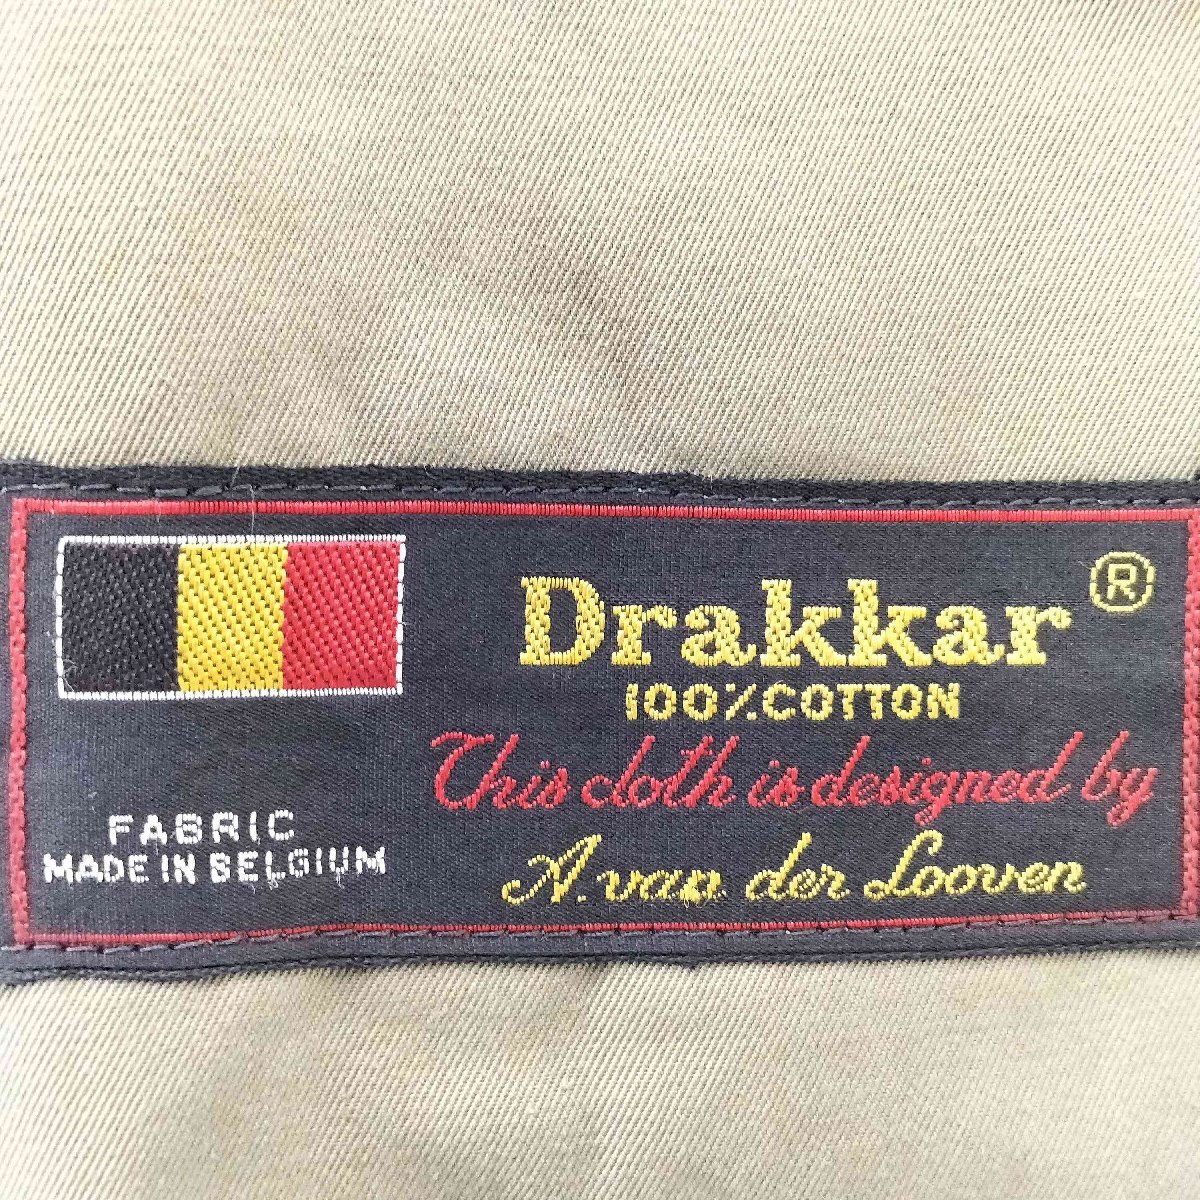 Drakkar ®
100% COTTON
This cloth is designed by
A. van der Looven
FABRIC
MADE IN BELGIUM